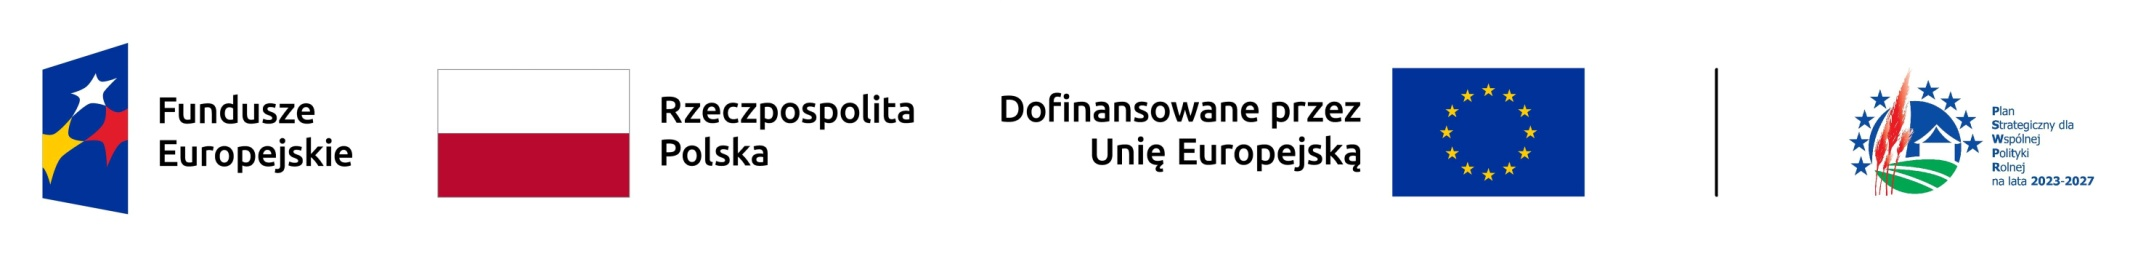 Fundusze
Europejskie
Rzeczpospolita
Polska
Dofinansowane przez
Unię Europejską
Plan
Strategiczny dla
Wspólnej
Polityki
Rolnej
na lata 2023-2027